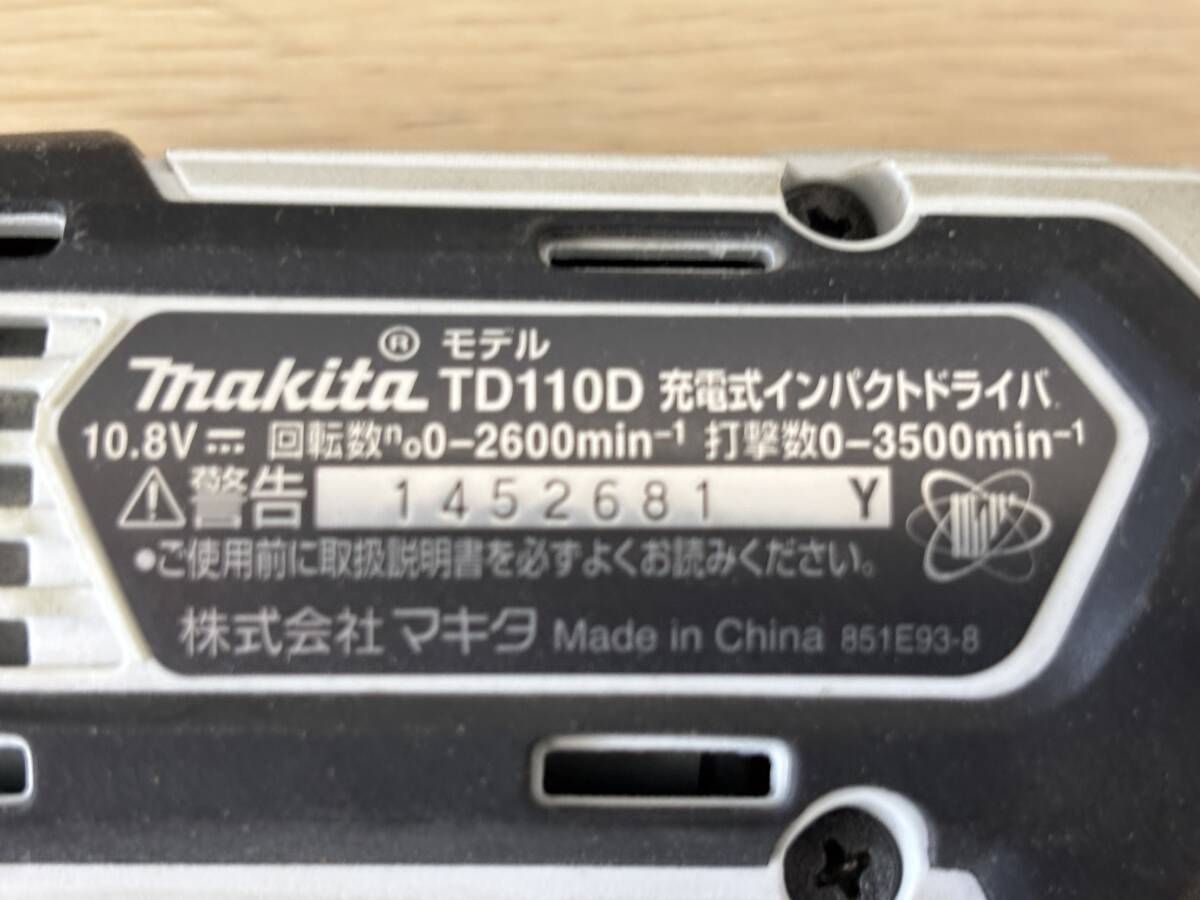 makita® モデル TD110D 充電式インパクトドライバ
10.8V⎓ 回転数n₀0-2600min⁻¹ 打撃数0-3500min⁻¹
⚠警告 1452681 Y
•ご使用前に取扱説明書を必ずよくお読みください。
株式会社マキタ Made in China 851E93-8